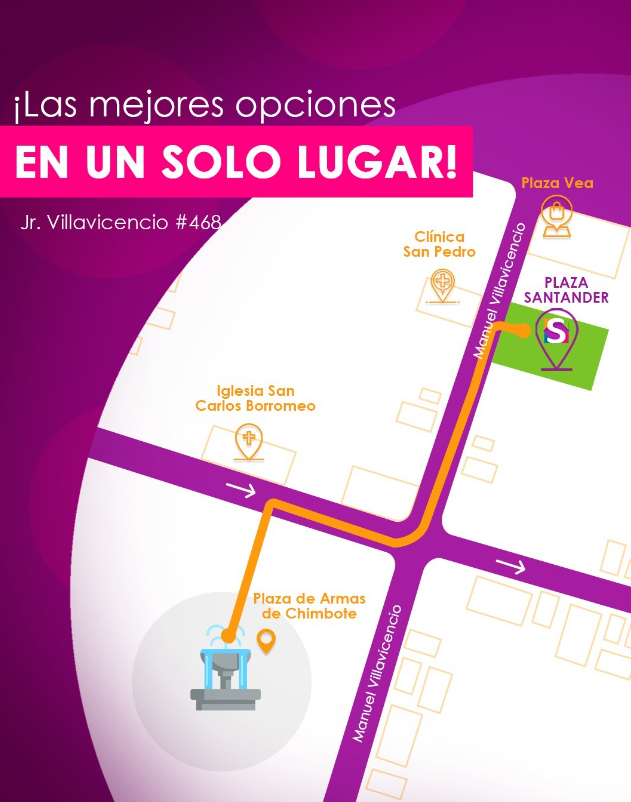 ¡Las mejores opciones
EN UN SOLO LUGAR!
Jr. Villavicencio #468
Plaza Vea
Clínica
San Pedro
Manuel Villavicencio
PLAZA
SANTANDER
S
Iglesia San
Carlos Borromeo
Plaza de Armas
de Chimbote
Manuel Villavicencio